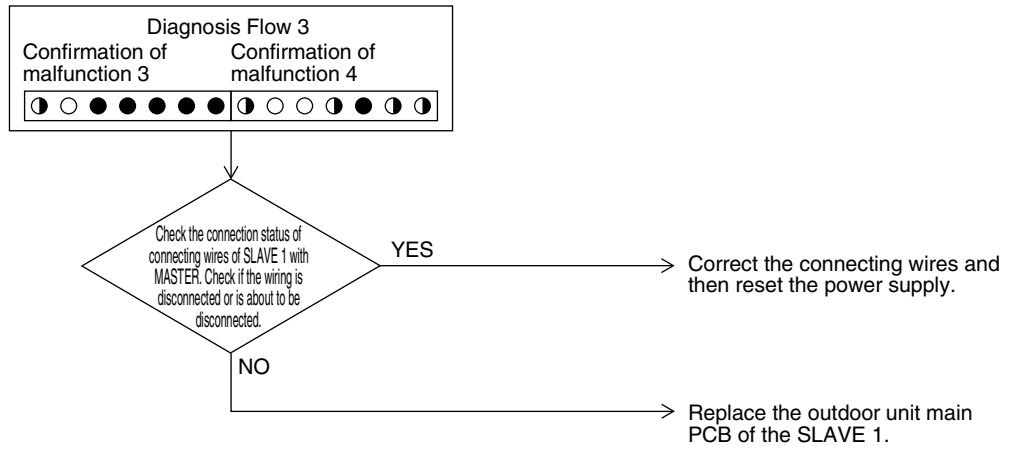 Diagnosis Flow 3
Confirmation of
malfunction 3
Confirmation of
malfunction 4
Check the connection status of
connecting wires of SLAVE 1 with
MASTER. Check if the wiring is
disconnected or is about to be
disconnected.
YES
Correct the connecting wires and
then reset the power supply.
NO
Replace the outdoor unit main
PCB of the SLAVE 1.